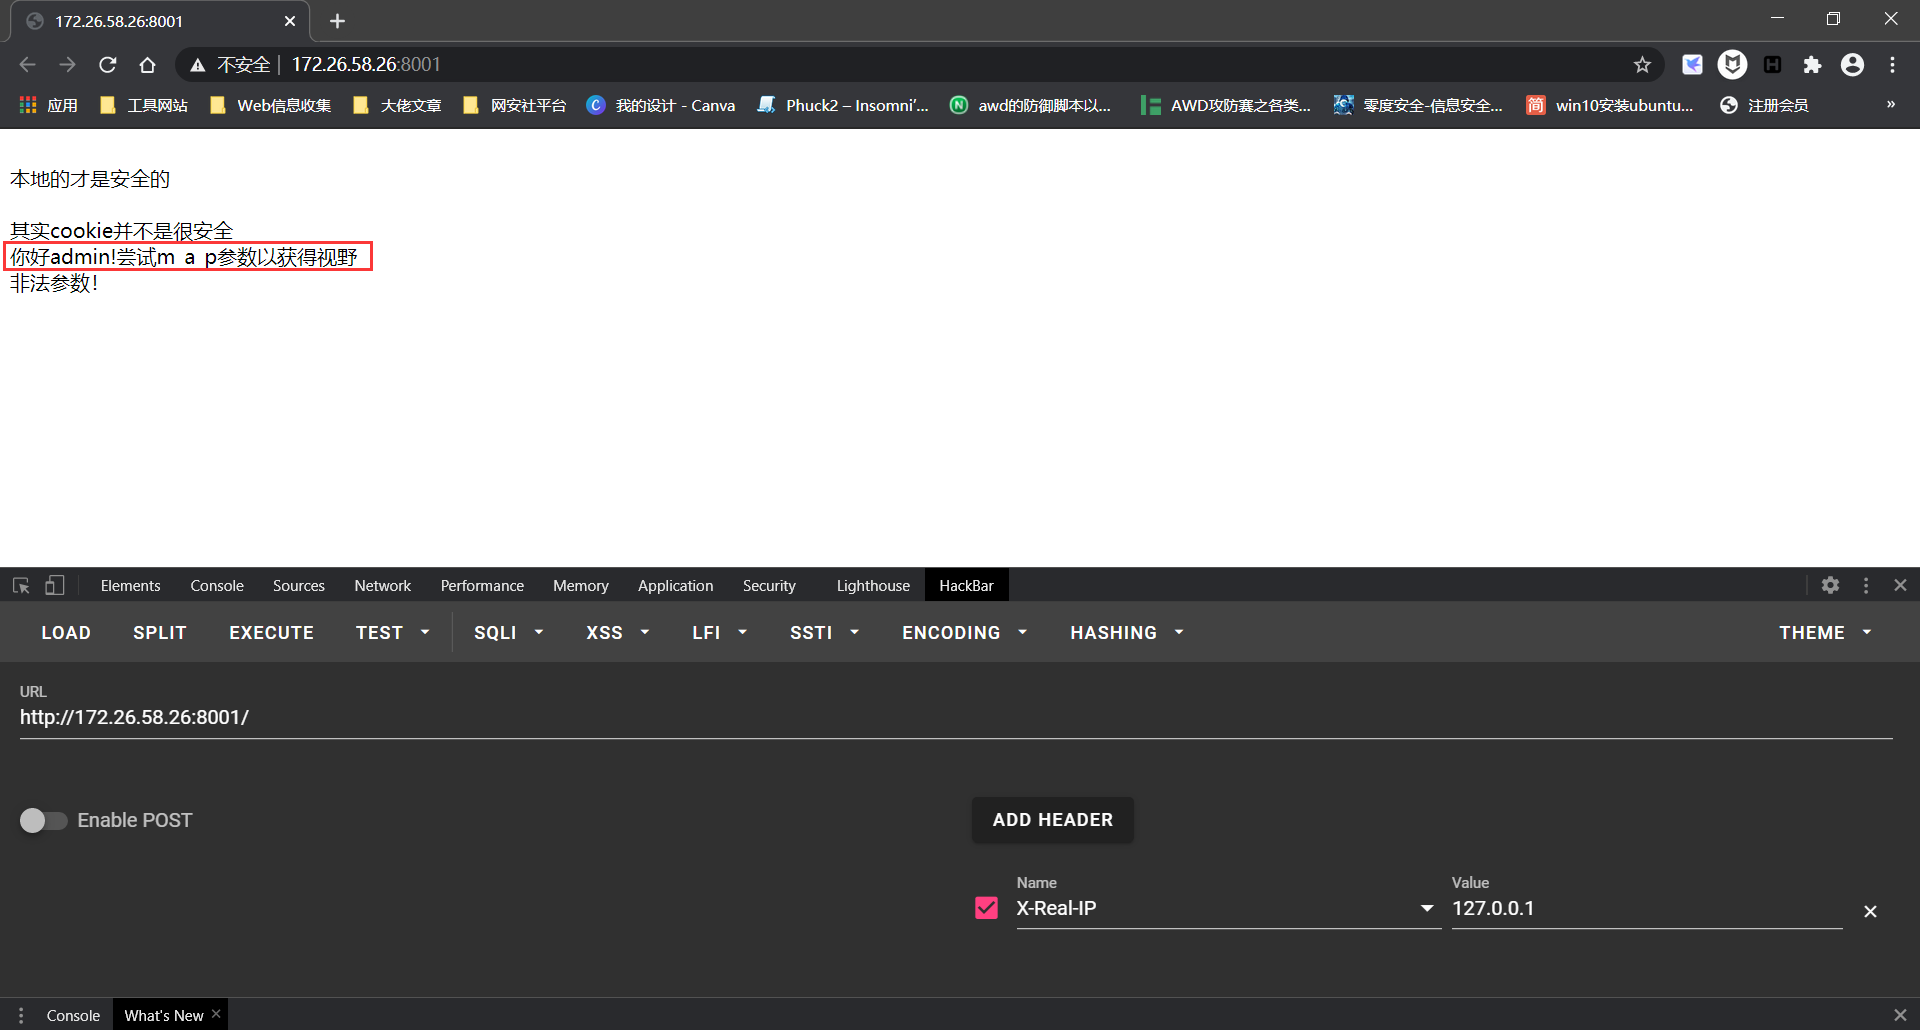 172.26.58.26:8001
不安全 | 172.26.58.26:8001
应用 工具网站 Web信息收集 大佬文章 网安社平台 我的设计 - Canva Phuck2 – Insomni'... awd的防御脚本以... AWD攻防赛之各类... 零度安全-信息安全... win10安装ubuntu... 注册会员 »
本地的才是安全的
其实cookie并不是很安全
你好admin!尝试m a p参数以获得视野
非法参数!
Elements Console Sources Network Performance Memory Application Security Lighthouse HackBar
LOAD SPLIT EXECUTE TEST SQLI XSS LFI SSTI ENCODING HASHING THEME
URL
http://172.26.58.26:8001/
Enable POST
ADD HEADER
Name Value
X-Real-IP 127.0.0.1
Console What's New